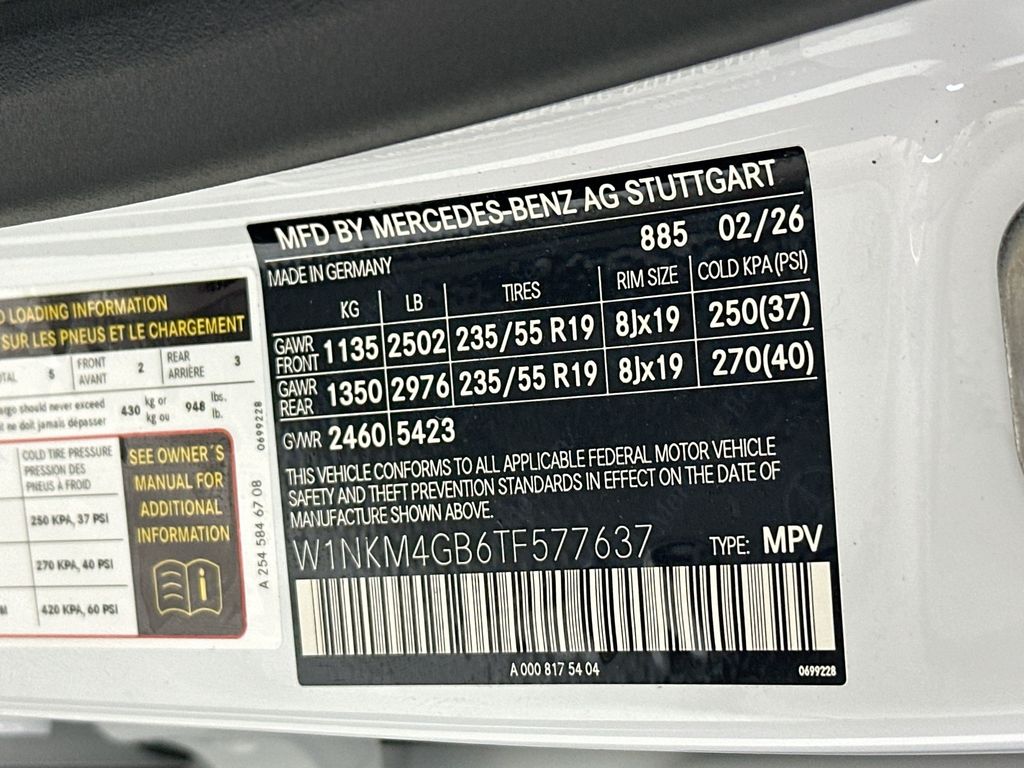 MFD BY MERCEDES-BENZ AG STUTTGART
885 02/26
MADE IN GERMANY
KG LB TIRES RIM SIZE COLD KPA(PSI)
GAWR FRONT 1135 2502 235/55 R19 8Jx19 250(37)
GAWR REAR 1350 2976 235/55 R19 8Jx19 270(40)
GVWR 2460 5423
THIS VEHICLE CONFORMS TO ALL APPLICABLE FEDERAL MOTOR VEHICLE
SAFETY AND THEFT PREVENTION STANDARDS IN EFFECT ON THE DATE OF
MANUFACTURE SHOWN ABOVE.
W1NKM4GB6TF577637 TYPE: MPV
A 000 817 54 04 0699228
LOADING INFORMATION
SUR LES PNEUS ET LE CHARGEMENT
5 FRONT 2 REAR 3
AVANT ARRIÈRE
should never exceed 430 kg or 948 lbs.
ne doit jamais dépasser kg ou lb.
COLD TIRE PRESSURE
PRESSION DES
PNEUS À FROID
250 KPA, 37 PSI
270 KPA, 40 PSI
420 KPA, 60 PSI
SEE OWNER´S
MANUAL FOR
ADDITIONAL
INFORMATION
A 254 584 67 08 0699228